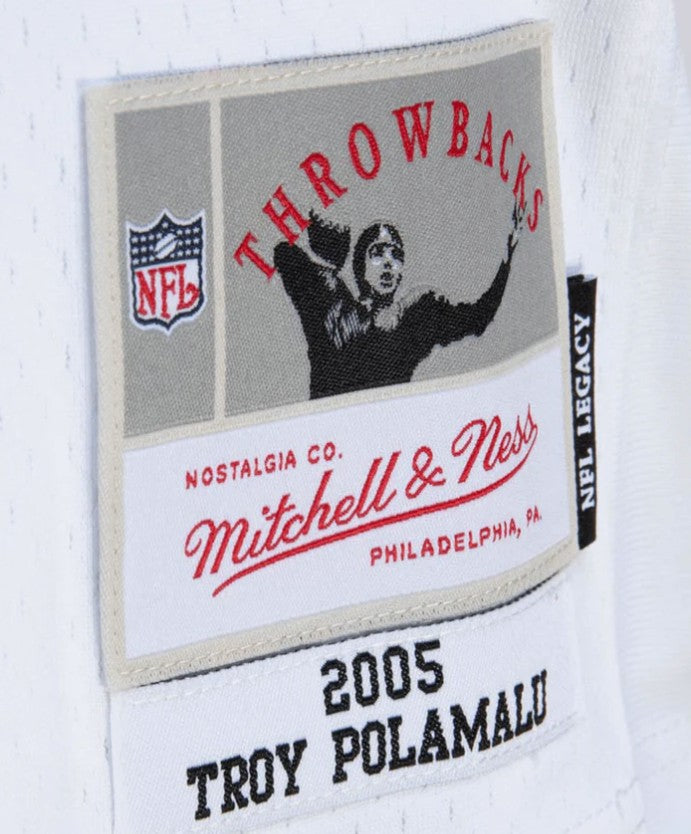 THROWBACKS
NFL
NFL LEGACY
NOSTALGIA CO.
Mitchell & Ness
PHILADELPHIA, PA.
2005
TROY POLAMALU